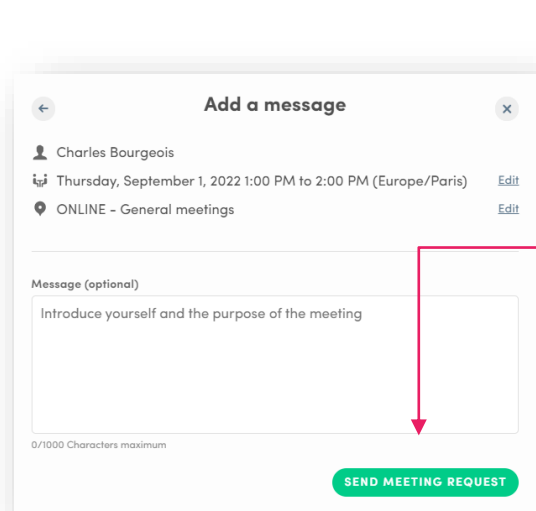 Add a message
Charles Bourgeois
Thursday, September 1, 2022 1:00 PM to 2:00 PM (Europe/Paris) Edit
ONLINE - General meetings Edit
Message (optional)
Introduce yourself and the purpose of the meeting
0/1000 Characters maximum
SEND MEETING REQUEST